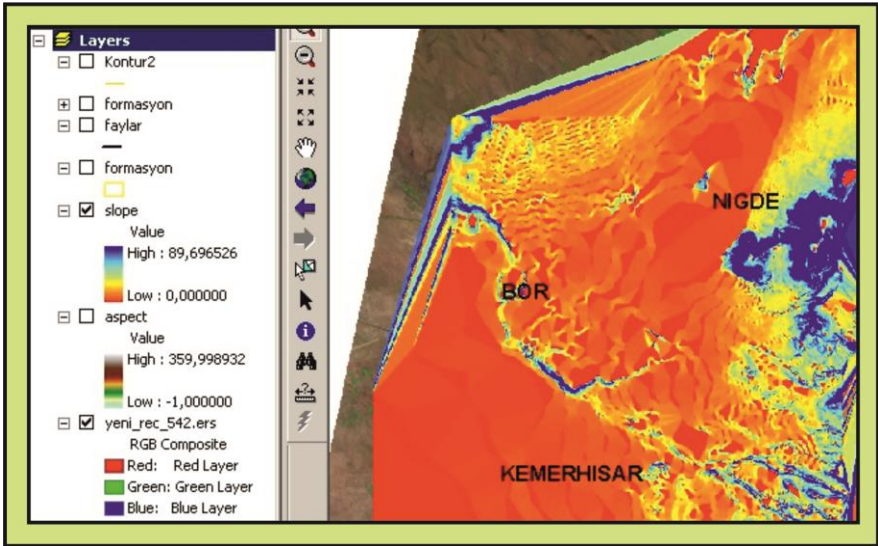 Layers
Kontur2
formasyon
faylar
formasyon
slope
Value
High : 89,696526
Low : 0,000000
aspect
Value
High : 359,998932
Low : -1,000000
yeni_rec_542.ers
RGB Composite
Red: Red Layer
Green: Green Layer
Blue: Blue Layer
NIGDE
BOR
KEMERHISAR